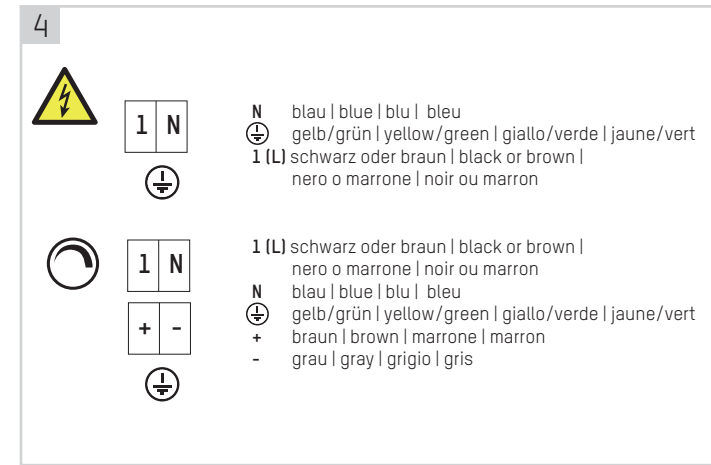 4
1 N
N blau | blue | blu | bleu
gelb/grün | yellow/green | giallo/verde | jaune/vert
1 (L) schwarz oder braun | black or brown |
nero o marrone | noir ou marron
1 N
+ -
1 (L) schwarz oder braun | black or brown |
nero o marrone | noir ou marron
N blau | blue | blu | bleu
gelb/grün | yellow/green | giallo/verde | jaune/vert
+ braun | brown | marrone | marron
- grau | gray | grigio | gris